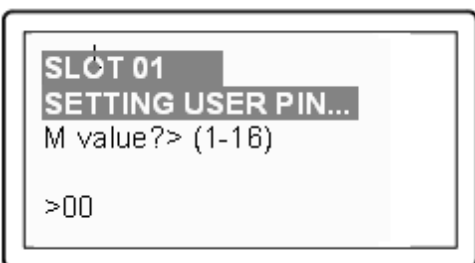 SLOT 01
SETTING USER PIN...
M value?> (1-16)
>00